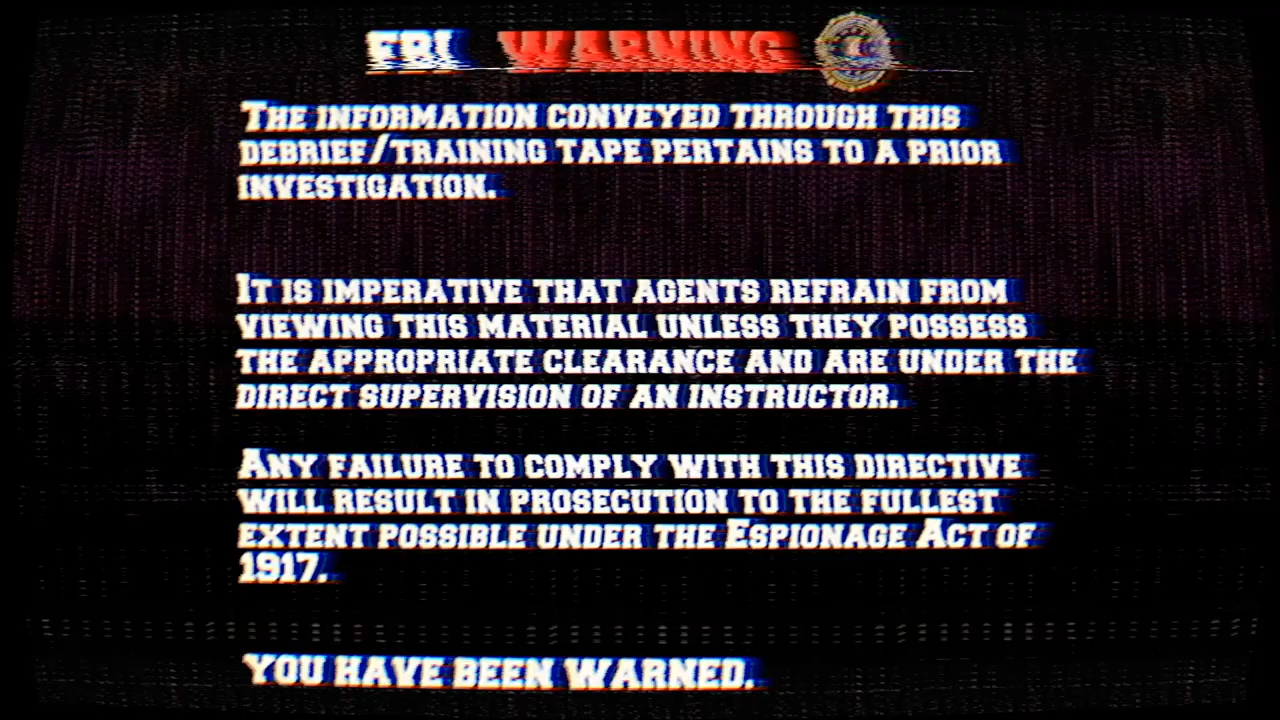 FBI WARNING
THE INFORMATION CONVEYED THROUGH THIS
DEBRIEF/TRAINING TAPE PERTAINS TO A PRIOR
INVESTIGATION.
IT IS IMPERATIVE THAT AGENTS REFRAIN FROM
VIEWING THIS MATERIAL UNLESS THEY POSSESS
THE APPROPRIATE CLEARANCE AND ARE UNDER THE
DIRECT SUPERVISION OF AN INSTRUCTOR.
ANY FAILURE TO COMPLY WITH THIS DIRECTIVE
WILL RESULT IN PROSECUTION TO THE FULLEST
EXTENT POSSIBLE UNDER THE ESPIONAGE ACT OF
1917.
YOU HAVE BEEN WARNED.